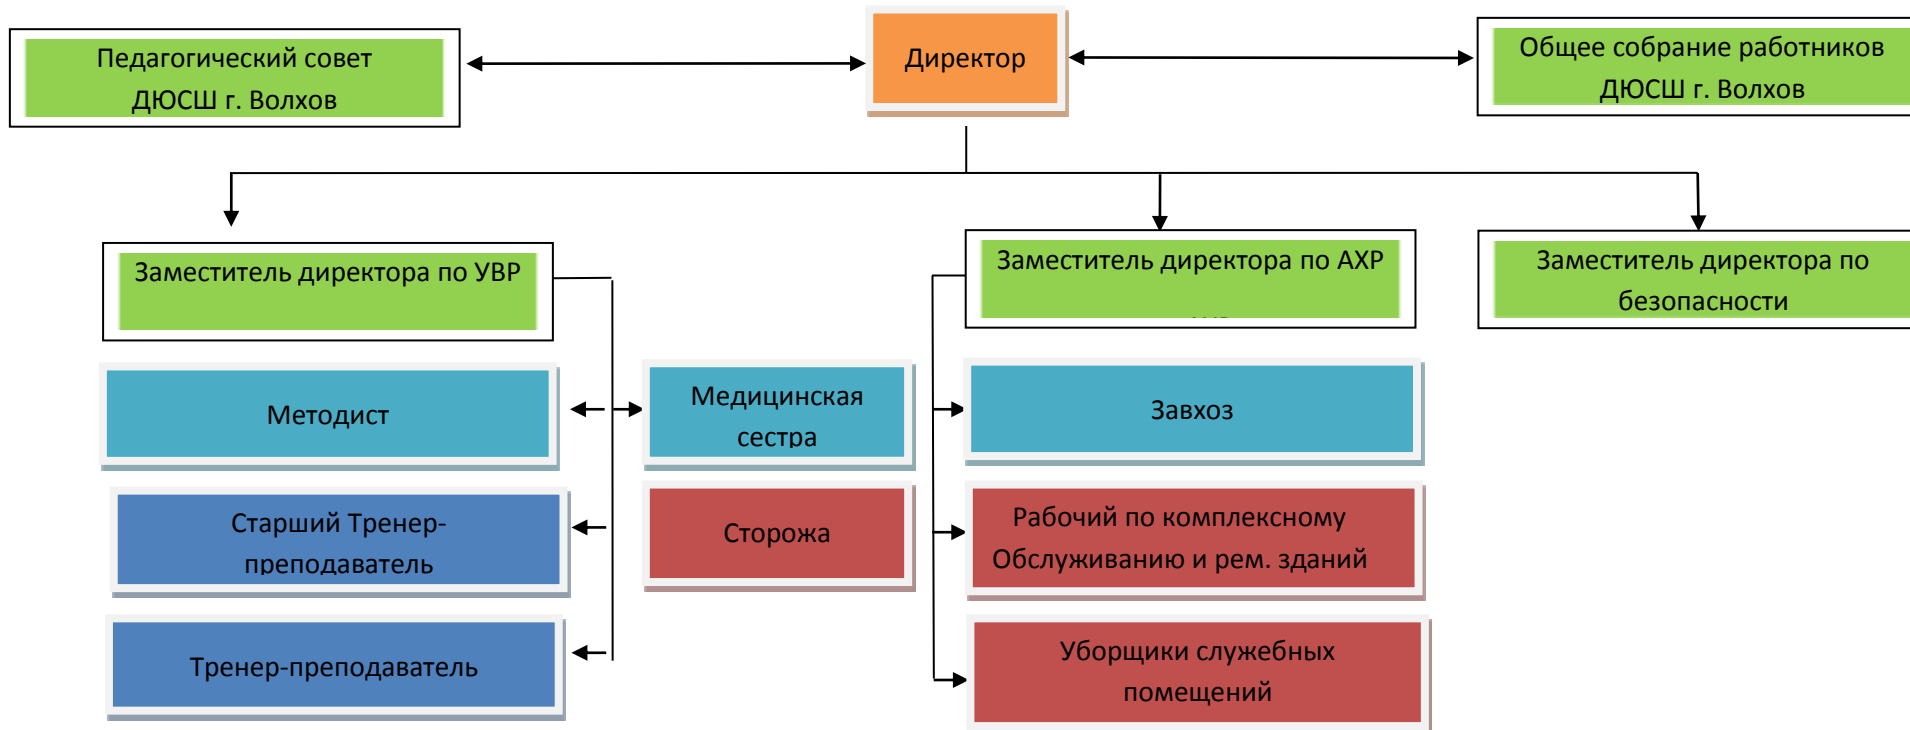 Директор
Педагогический совет
ДЮСШ г. Волхов
Общее собрание работников
ДЮСШ г. Волхов
Заместитель директора по УВР
Заместитель директора по АХР
Заместитель директора по
безопасности
Методист
Медицинская
сестра
Завхоз
Старший Тренер-
преподаватель
Сторожа
Рабочий по комплексному
Обслуживанию и рем. зданий
Тренер-преподаватель
Уборщики служебных
помещений